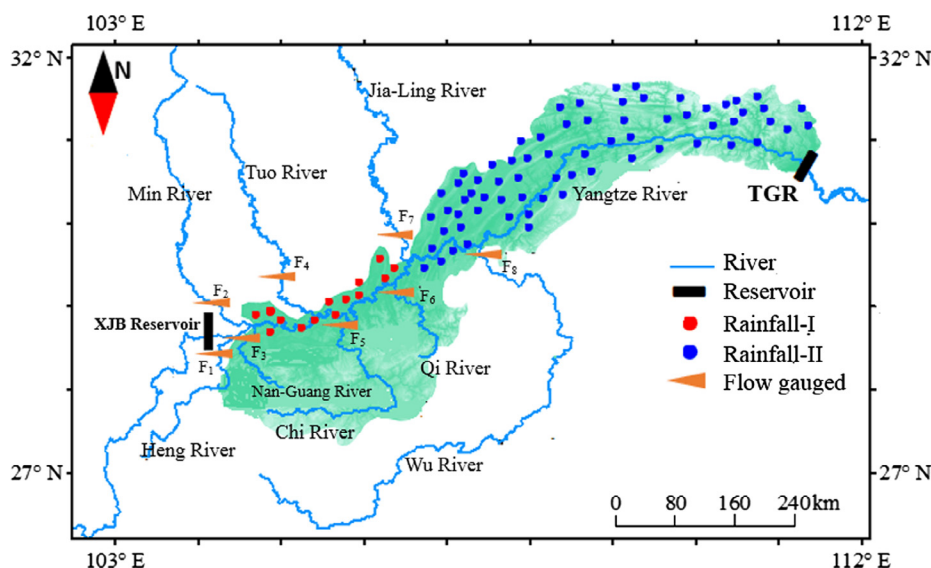 103° E
112° E
32° N
32° N
N
Jia-Ling River
Tuo River
Min River
Yangtze River
TGR
F7
F8
F4
F2
F6
XJB Reservoir
F5
F3
F1
Qi River
Nan-Guang River
Chi River
Heng River
Wu River
River
Reservoir
Rainfall-I
Rainfall-II
Flow gauged
27° N
27° N
0 80 160 240 km
103° E
112° E